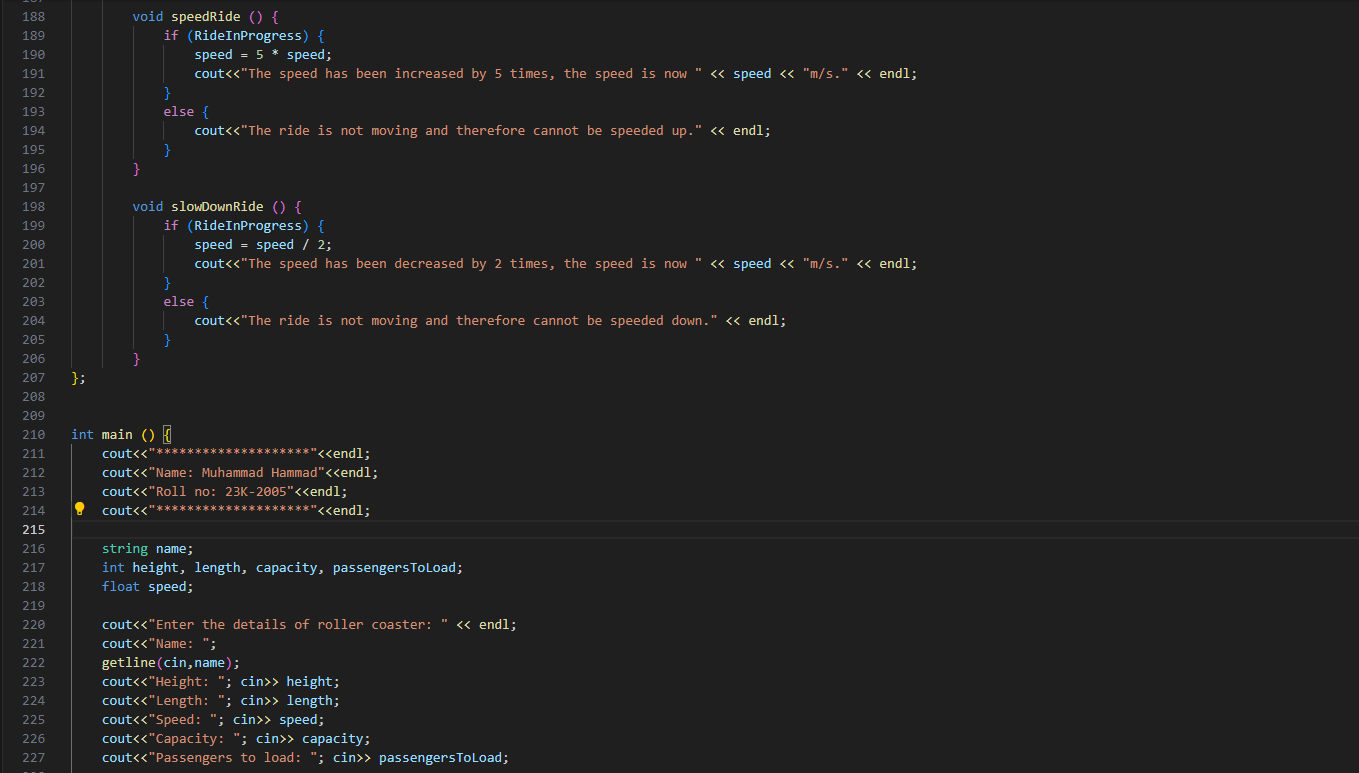 188 void speedRide () {
189 if (RideInProgress) {
190 speed = 5 * speed;
191 cout<<"The speed has been increased by 5 times, the speed is now " << speed << "m/s." << endl;
192 }
193 else {
194 cout<<"The ride is not moving and therefore cannot be speeded up." << endl;
195 }
196 }
197
198 void slowDownRide () {
199 if (RideInProgress) {
200 speed = speed / 2;
201 cout<<"The speed has been decreased by 2 times, the speed is now " << speed << "m/s." << endl;
202 }
203 else {
204 cout<<"The ride is not moving and therefore cannot be speeded down." << endl;
205 }
206 }
207 };
208
209
210 int main () {
211 cout<<"********************"<<endl;
212 cout<<"Name: Muhammad Hammad"<<endl;
213 cout<<"Roll no: 23K-2005"<<endl;
214 cout<<"********************"<<endl;
215
216 string name;
217 int height, length, capacity, passengersToLoad;
218 float speed;
219
220 cout<<"Enter the details of roller coaster: " << endl;
221 cout<<"Name: ";
222 getline(cin,name);
223 cout<<"Height: "; cin>> height;
224 cout<<"Length: "; cin>> length;
225 cout<<"Speed: "; cin>> speed;
226 cout<<"Capacity: "; cin>> capacity;
227 cout<<"Passengers to load: "; cin>> passengersToLoad;